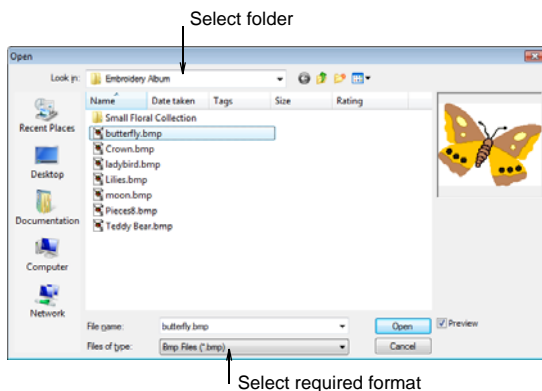 Select folder
Open
Look in: Embroidery Album
Name Date taken Tags Size Rating
Small Floral Collection
butterfly.bmp
Crown.bmp
ladybird.bmp
Lilies.bmp
moon.bmp
Pieces8.bmp
Teddy Bear.bmp
Recent Places
Desktop
Documentation
Computer
Network
File name: butterfly.bmp Open Preview
Files of type: Bmp Files (*.bmp) Cancel
Select required format